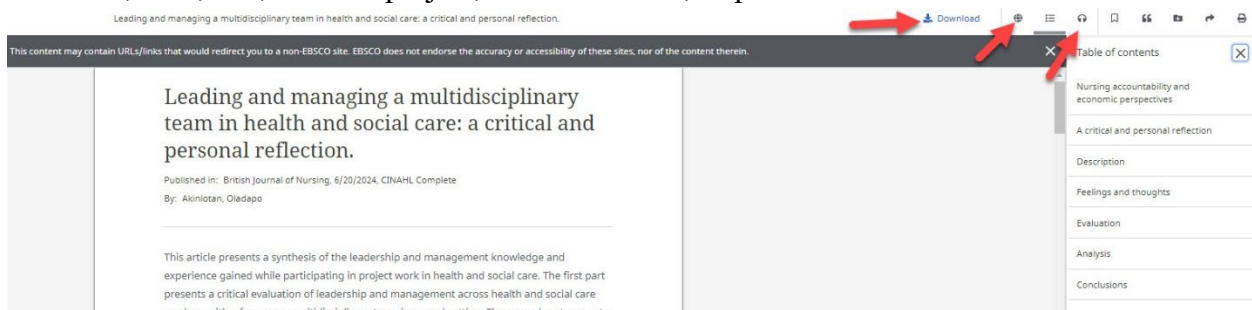 Leading and managing a multidisciplinary team in health and social care: a critical and personal reflection.
Download
This content may contain URLs/links that would redirect you to a non-EBSCO site. EBSCO does not endorse the accuracy or accessibility of these sites, nor of the content therein.
Leading and managing a multidisciplinary
team in health and social care: a critical and
personal reflection.
Published in: British Journal of Nursing, 6/20/2024, CINAHL Complete
By: Akinlotan, Oladapo
This article presents a synthesis of the leadership and management knowledge and
experience gained while participating in project work in health and social care. The first part
presents a critical evaluation of leadership and management across health and social care
Table of contents
Nursing accountability and
economic perspectives
A critical and personal reflection
Description
Feelings and thoughts
Evaluation
Analysis
Conclusions